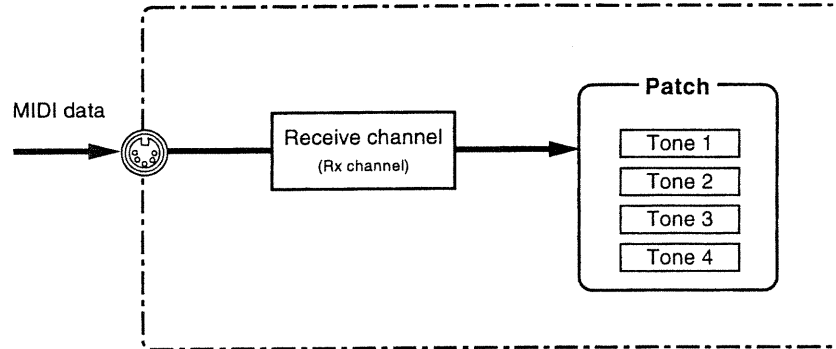 MIDI data
Receive channel
(Rx channel)
Patch
Tone 1
Tone 2
Tone 3
Tone 4